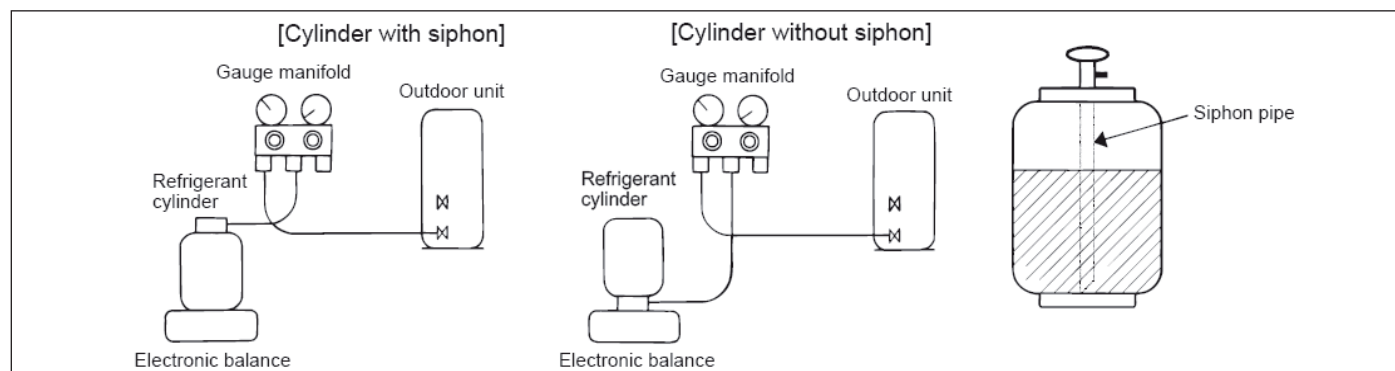 [Cylinder with siphon]
Gauge manifold
Outdoor unit
Refrigerant
cylinder
Electronic balance
[Cylinder without siphon]
Gauge manifold
Outdoor unit
Refrigerant
cylinder
Electronic balance
Siphon pipe